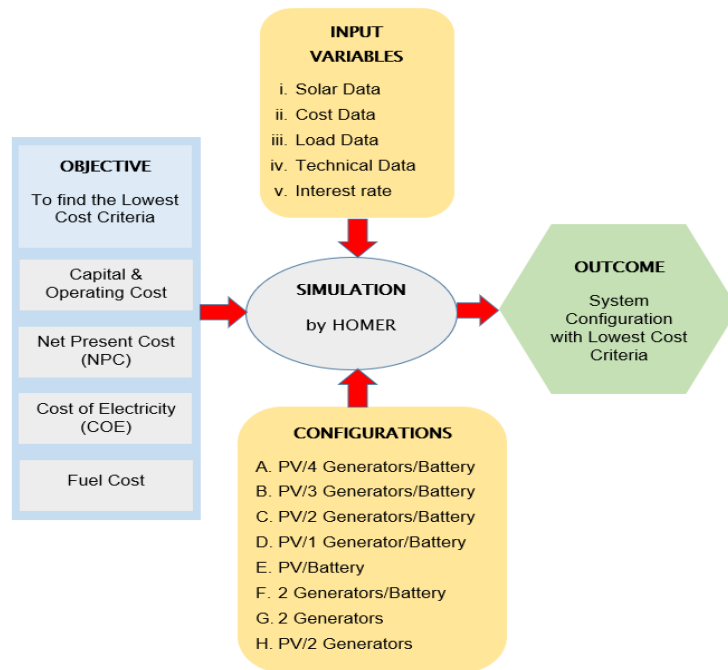 INPUT
VARIABLES
i. Solar Data
ii. Cost Data
iii. Load Data
iv. Technical Data
v. Interest rate
OBJECTIVE
To find the Lowest
Cost Criteria
Capital &
Operating Cost
Net Present Cost
(NPC)
Cost of Electricity
(COE)
Fuel Cost
SIMULATION
by HOMER
OUTCOME
System
Configuration
with Lowest Cost
Criteria
CONFIGURATIONS
A. PV/4 Generators/Battery
B. PV/3 Generators/Battery
C. PV/2 Generators/Battery
D. PV/1 Generator/Battery
E. PV/Battery
F. 2 Generators/Battery
G. 2 Generators
H. PV/2 Generators